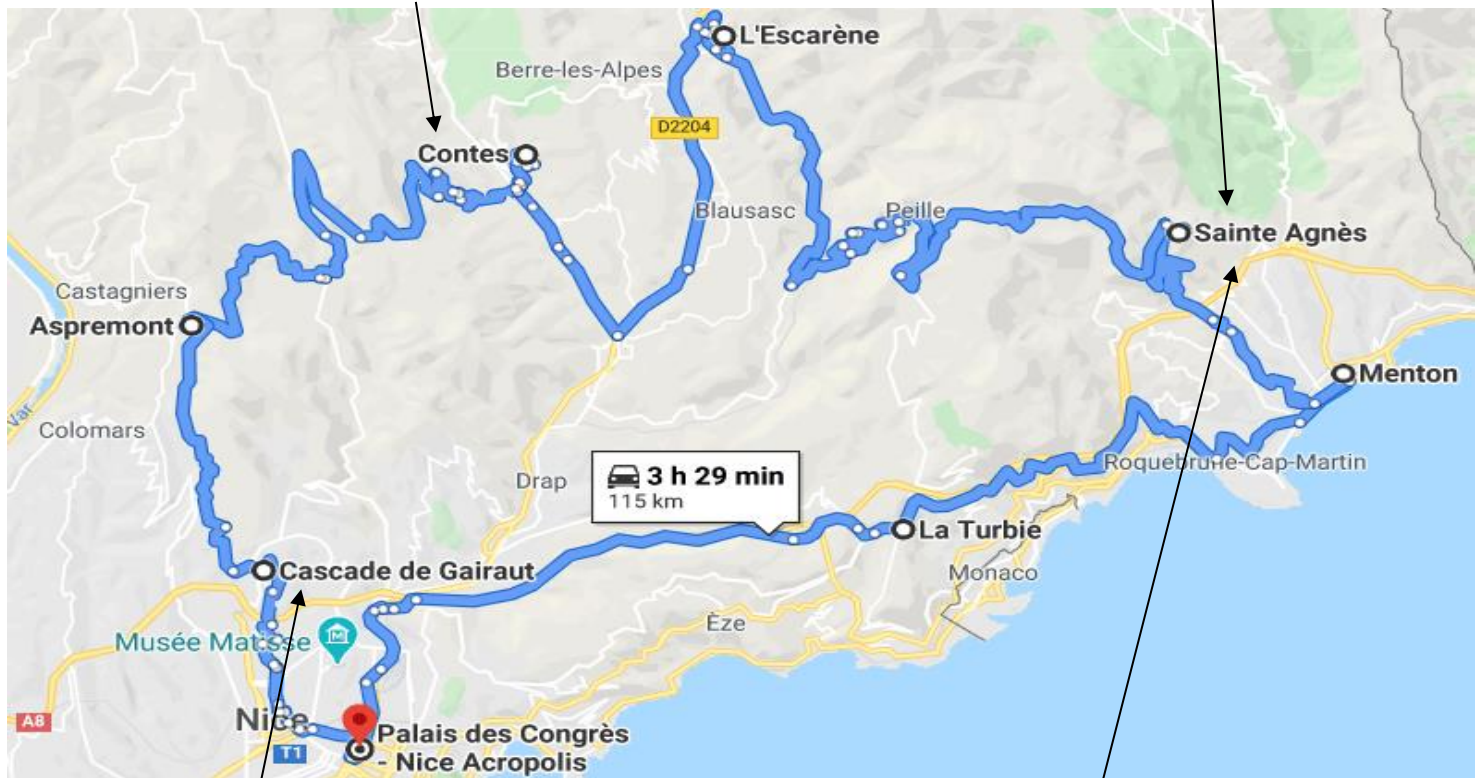 L'Escarène
Berre-les-Alpes
D2204
Contes
Blausasc
Peille
Sainte Agnès
Castagniers
Aspremont
Menton
Var
Colomars
Roquebrune-Cap-Martin
Drap
3 h 29 min
115 km
La Turbie
Cascade de Gairaut
Monaco
Èze
Musée Matisse
M
Nice
A8
T1
Palais des Congrès
- Nice Acropolis